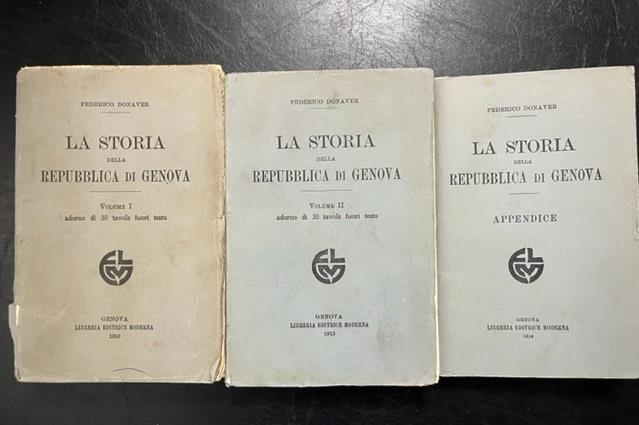 FEDERICO DONAVER
LA STORIA
DELLA
REPUBBLICA DI GENOVA
VOLUME I
adorno di 30 tavole fuori testo
GENOVA
LIBRERIA EDITRICE MODERNA
1913
FEDERICO DONAVER
LA STORIA
DELLA
REPUBBLICA DI GENOVA
VOLUME II
adorno di 30 tavole fuori testo
GENOVA
LIBRERIA EDITRICE MODERNA
1913
FEDERICO DONAVER
LA STORIA
DELLA
REPUBBLICA DI GENOVA
APPENDICE
GENOVA
LIBRERIA EDITRICE MODERNA
1914